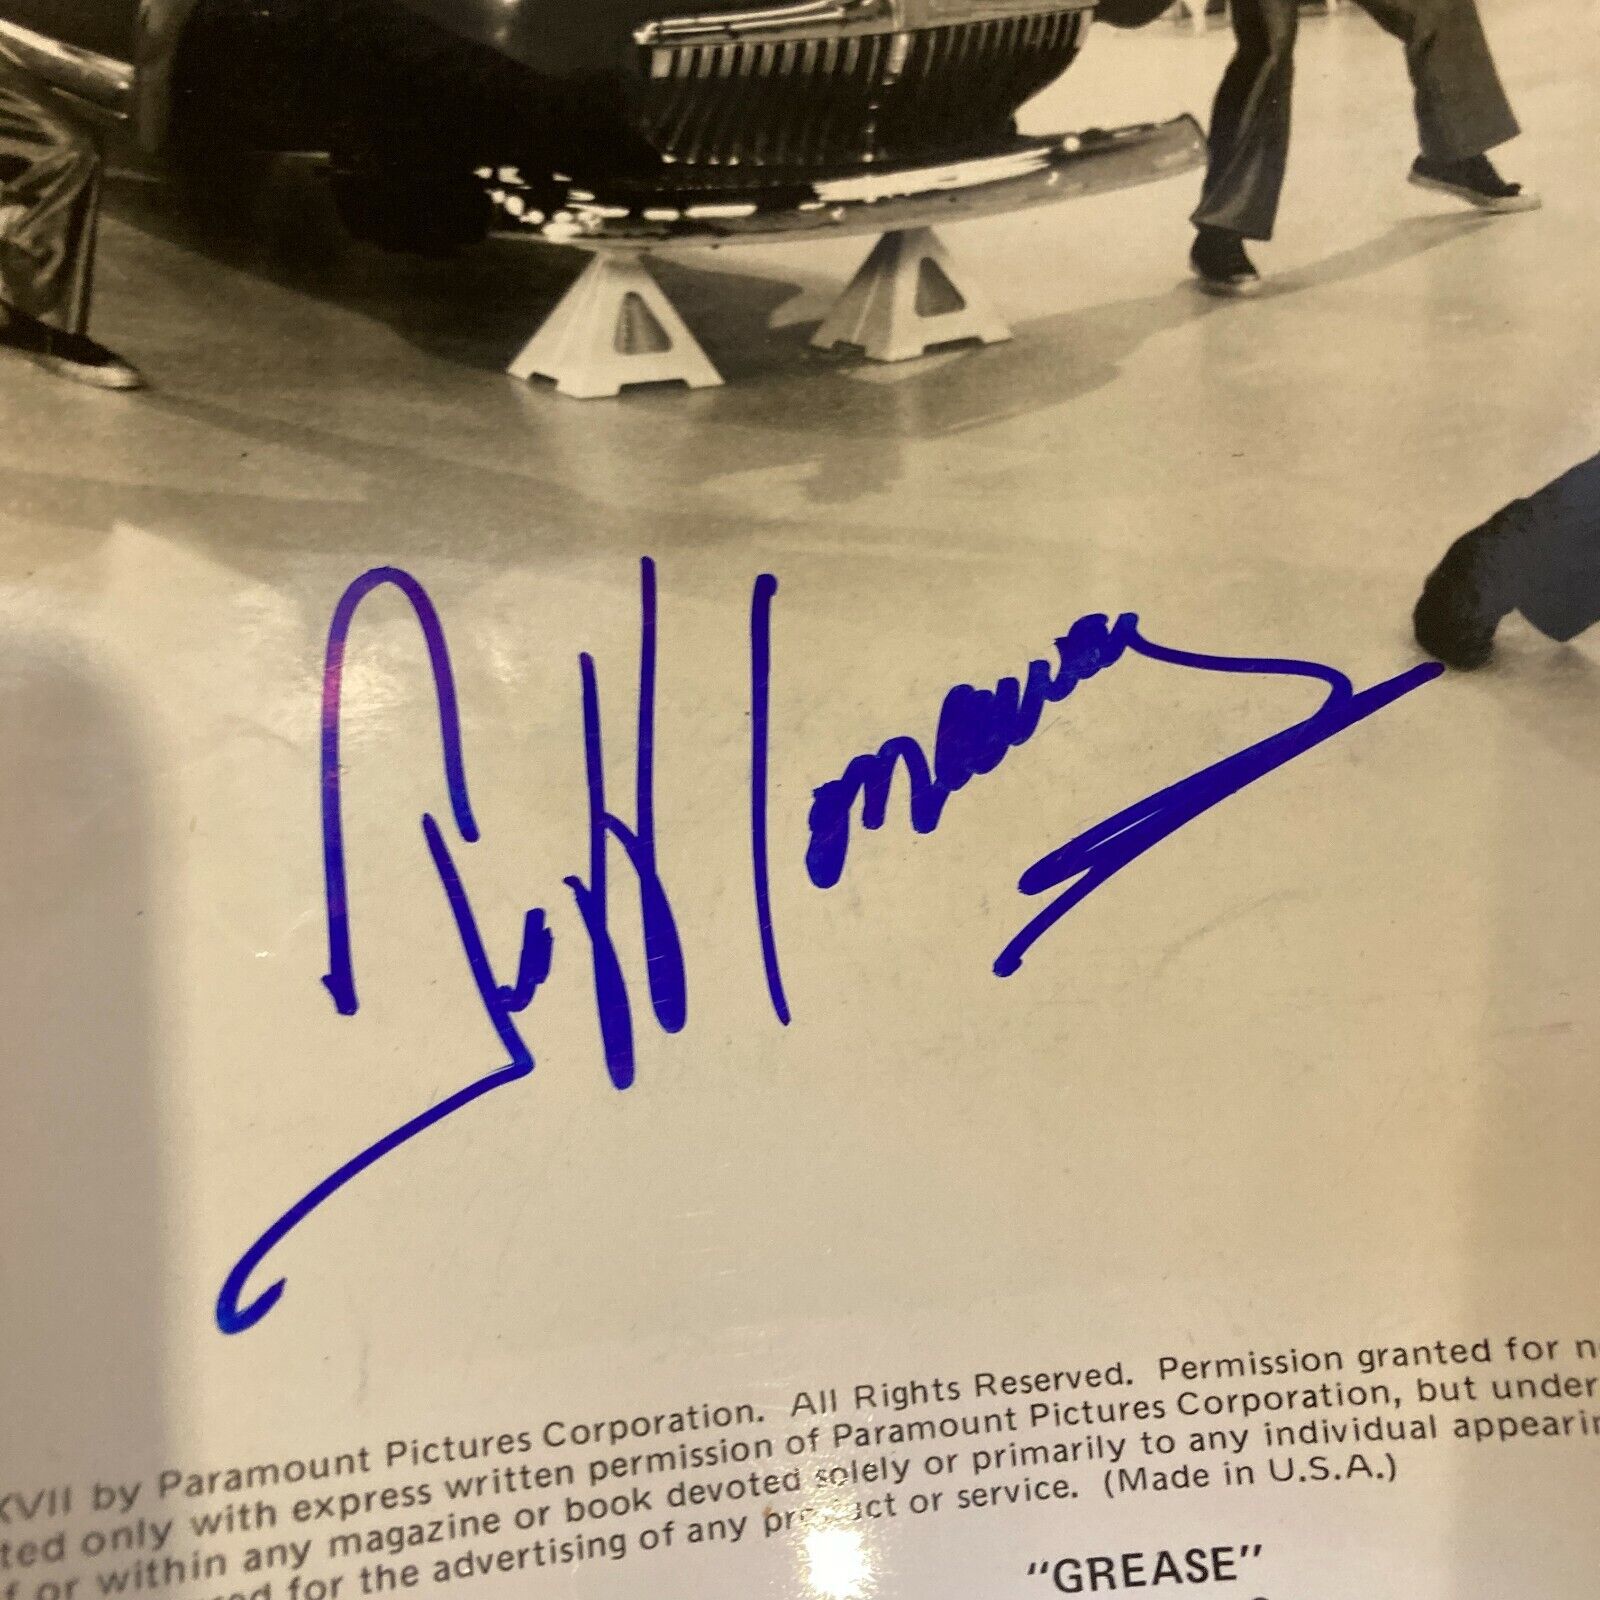 Jeff Conaway
XVII by Paramount Pictures Corporation. All Rights Reserved. Permission granted for
only with express written permission of Paramount Pictures Corporation, but under
or within any magazine or book devoted solely or primarily to any individual
for the advertising of any product or service. (Made in U.S.A.)
"GREASE"